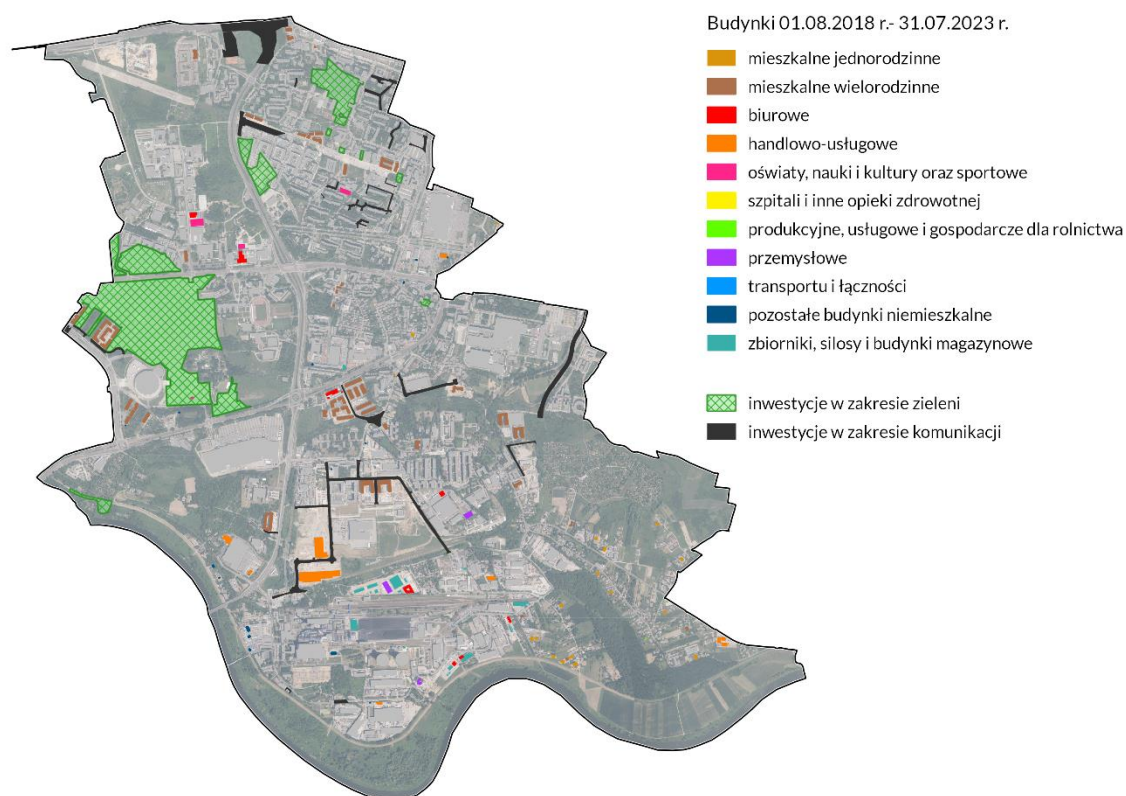 Budynki 01.08.2018 r.- 31.07.2023 r.
mieszkalne jednorodzinne
mieszkalne wielorodzinne
biurowe
handlowo-usługowe
oświaty, nauki i kultury oraz sportowe
szpitali i inne opieki zdrowotnej
produkcyjne, usługowe i gospodarcze dla rolnictwa
przemysłowe
transportu i łączności
pozostałe budynki niemieszkalne
zbiorniki, silosy i budynki magazynowe
inwestycje w zakresie zieleni
inwestycje w zakresie komunikacji